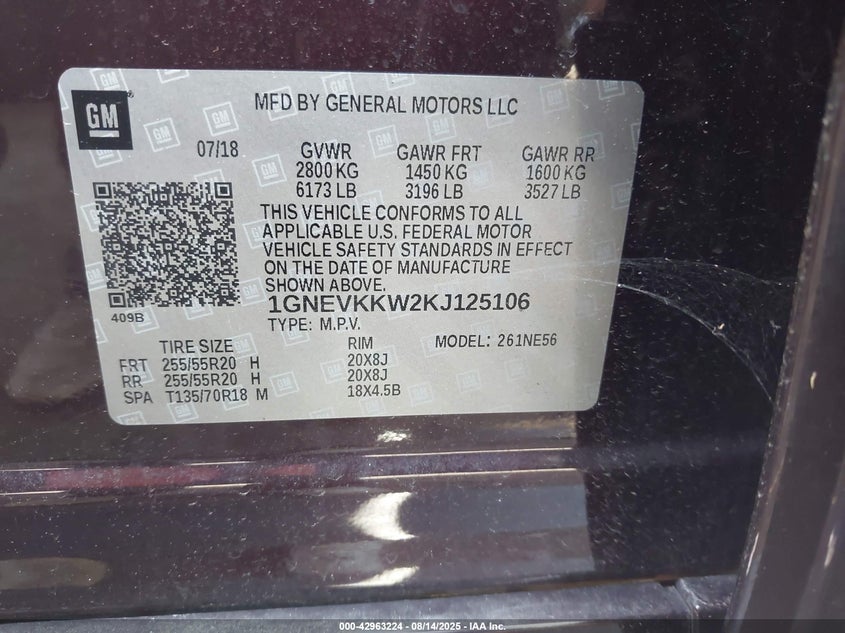 GM
MFD BY GENERAL MOTORS LLC
07/18 GVWR GAWR FRT GAWR RR
2800 KG 1450 KG 1600 KG
6173 LB 3196 LB 3527 LB
THIS VEHICLE CONFORMS TO ALL
APPLICABLE U.S. FEDERAL MOTOR
VEHICLE SAFETY STANDARDS IN EFFECT
ON THE DATE OF MANUFACTURE
SHOWN ABOVE.
409B
1GNEVKKW2KJ125106
TYPE: M.P.V. MODEL: 261NE56
TIRE SIZE RIM
FRT 255/55R20 H 20X8J
RR 255/55R20 H 20X8J
SPA T135/70R18 M 18X4.5B
000-42963224 - 08/14/2025 - IAA Inc.